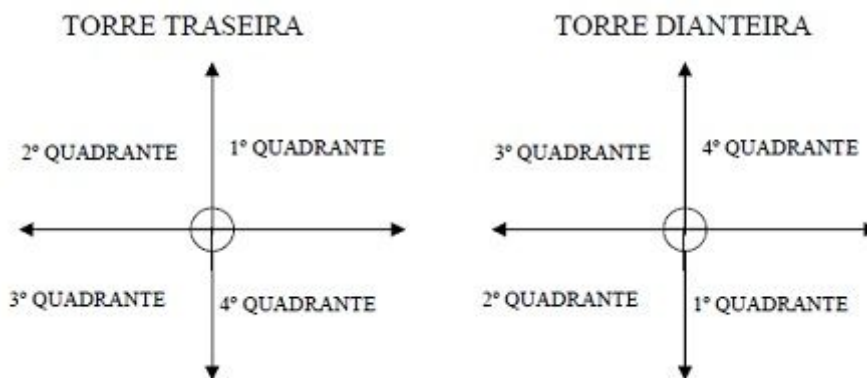 TORRE TRASEIRA
2º QUADRANTE
1º QUADRANTE
3º QUADRANTE
4º QUADRANTE
TORRE DIANTEIRA
3º QUADRANTE
4º QUADRANTE
2º QUADRANTE
1º QUADRANTE